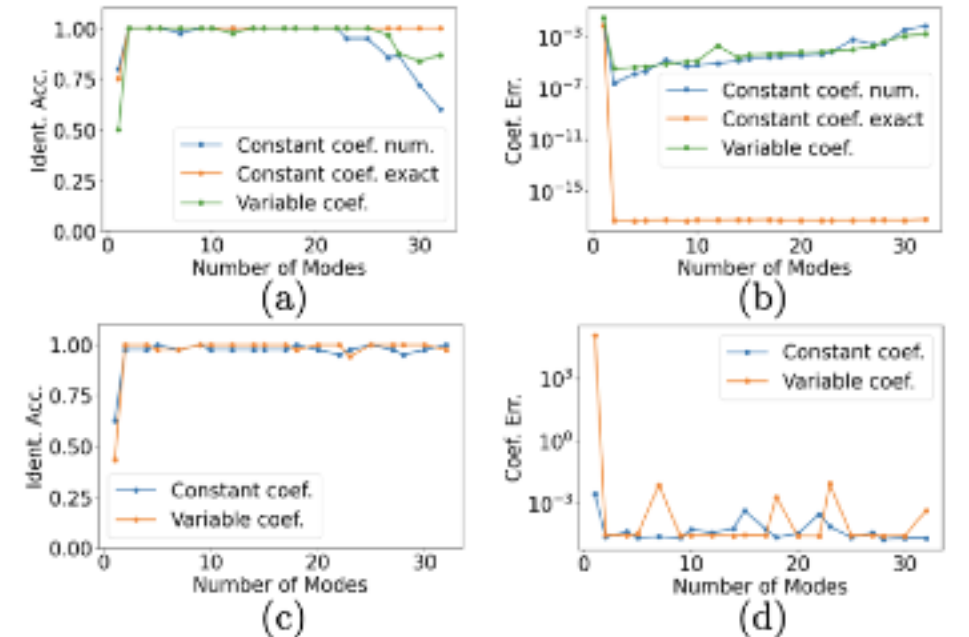 1.00
0.75
0.50
0.25
0.00
Ident. Acc.
Constant coef. num.
Constant coef. exact
Variable coef.
0 10 20 30
Number of Modes
(a)
10⁻³
10⁻⁷
10⁻¹¹
10⁻¹⁵
Coef. Err.
Constant coef. num.
Constant coef. exact
Variable coef.
0 10 20 30
Number of Modes
(b)
1.00
0.75
0.50
0.25
0.00
Ident. Acc.
Constant coef.
Variable coef.
0 10 20 30
Number of Modes
(c)
10³
10⁰
10⁻³
Coef. Err.
Constant coef.
Variable coef.
0 10 20 30
Number of Modes
(d)